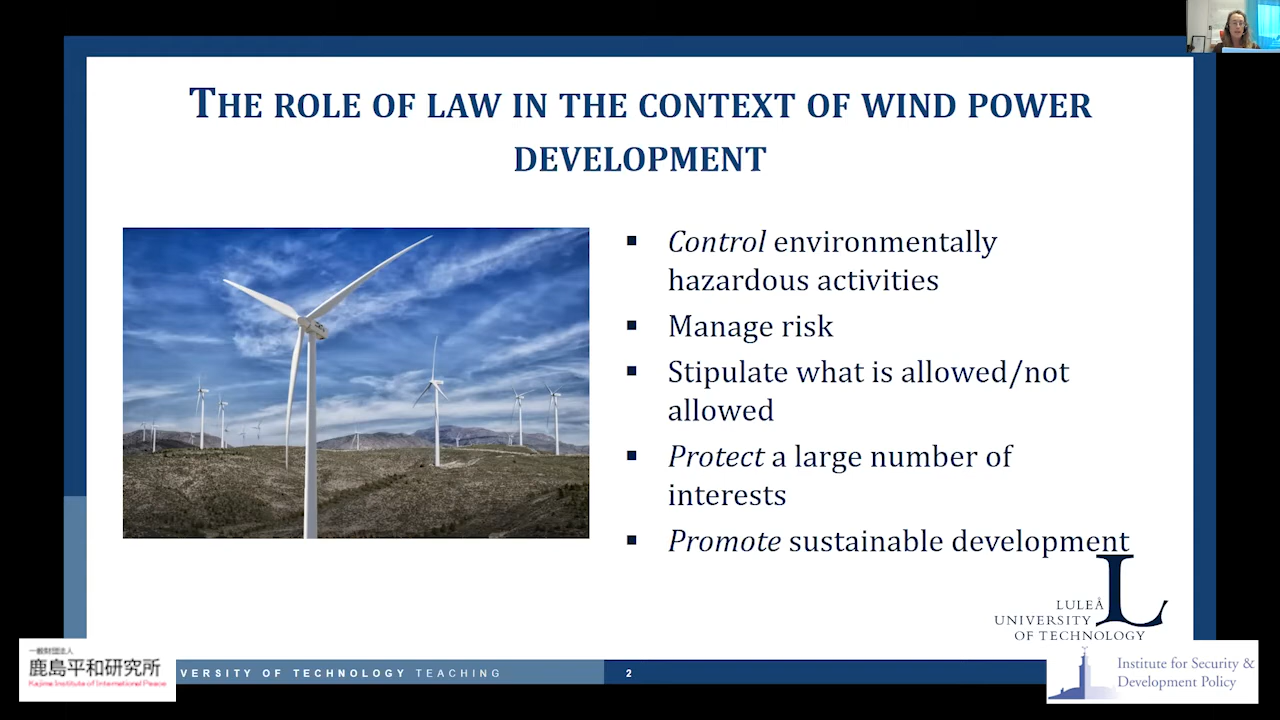 THE ROLE OF LAW IN THE CONTEXT OF WIND POWER
DEVELOPMENT
▪ Control environmentally
hazardous activities
▪ Manage risk
▪ Stipulate what is allowed/not
allowed
▪ Protect a large number of
interests
▪ Promote sustainable development
LULEÅ
UNIVERSITY
OF TECHNOLOGY
L
一般財団法人
鹿島平和研究所
Kajima Institute of International Peace
VERSITY OF TECHNOLOGY TEACHING
2
Institute for Security &
Development Policy